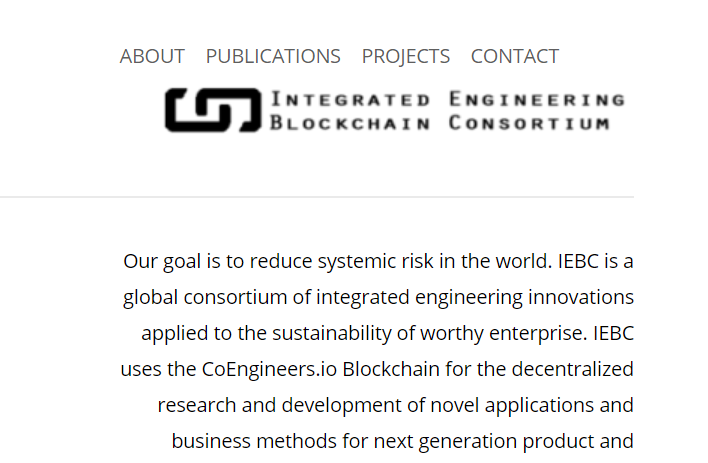 ABOUT PUBLICATIONS PROJECTS CONTACT
INTEGRATED ENGINEERING
BLOCKCHAIN CONSORTIUM
Our goal is to reduce systemic risk in the world. IEBC is a
global consortium of integrated engineering innovations
applied to the sustainability of worthy enterprise. IEBC
uses the CoEngineers.io Blockchain for the decentralized
research and development of novel applications and
business methods for next generation product and